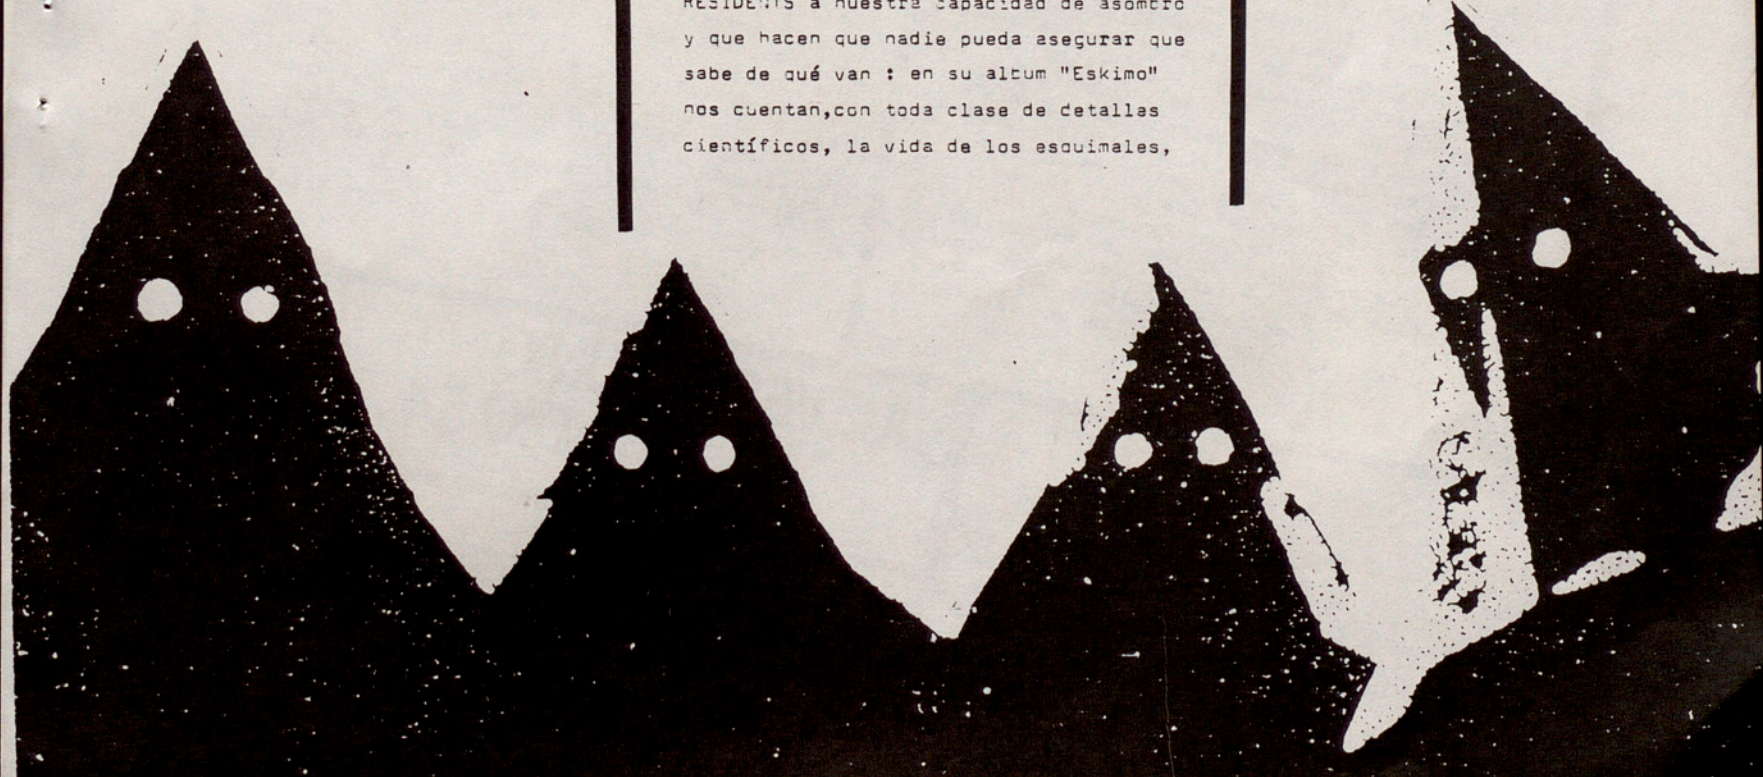 RESIDENTS a nuestra capacidad de asombro
y que hacen que nadie pueda asegurar que
sabe de qué van : en su album "Eskimo"
nos cuentan,con toda clase de detallas
científicos, la vida de los esquimales,